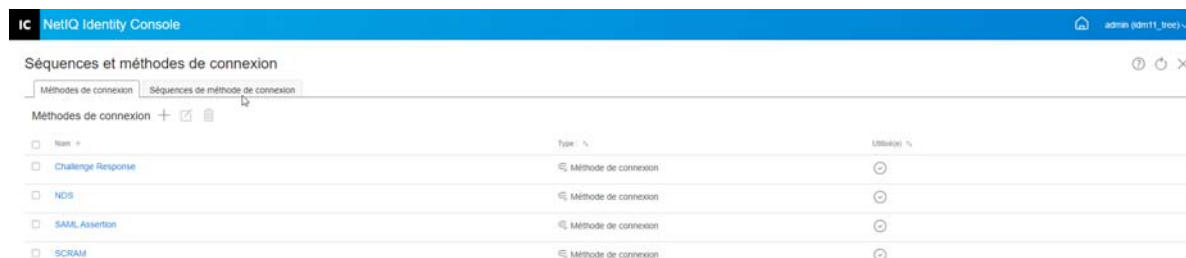 IC NetIQ Identity Console admin (idm11_tree)
Séquences et méthodes de connexion
Méthodes de connexion Séquences de méthode de connexion
Méthodes de connexion
Nom Type : Utilisé(e)
Challenge Response Méthode de connexion
NDS Méthode de connexion
SAML Assertion Méthode de connexion
SCRAM Méthode de connexion